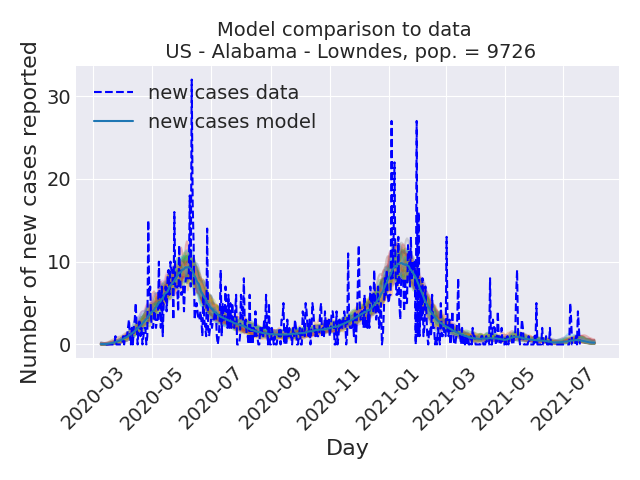 Model comparison to data
US - Alabama - Lowndes, pop. = 9726
Number of new cases reported
30
20
10
0
new cases data
new cases model
2020-03
2020-05
2020-07
2020-09
2020-11
2021-01
2021-03
2021-05
2021-07
Day